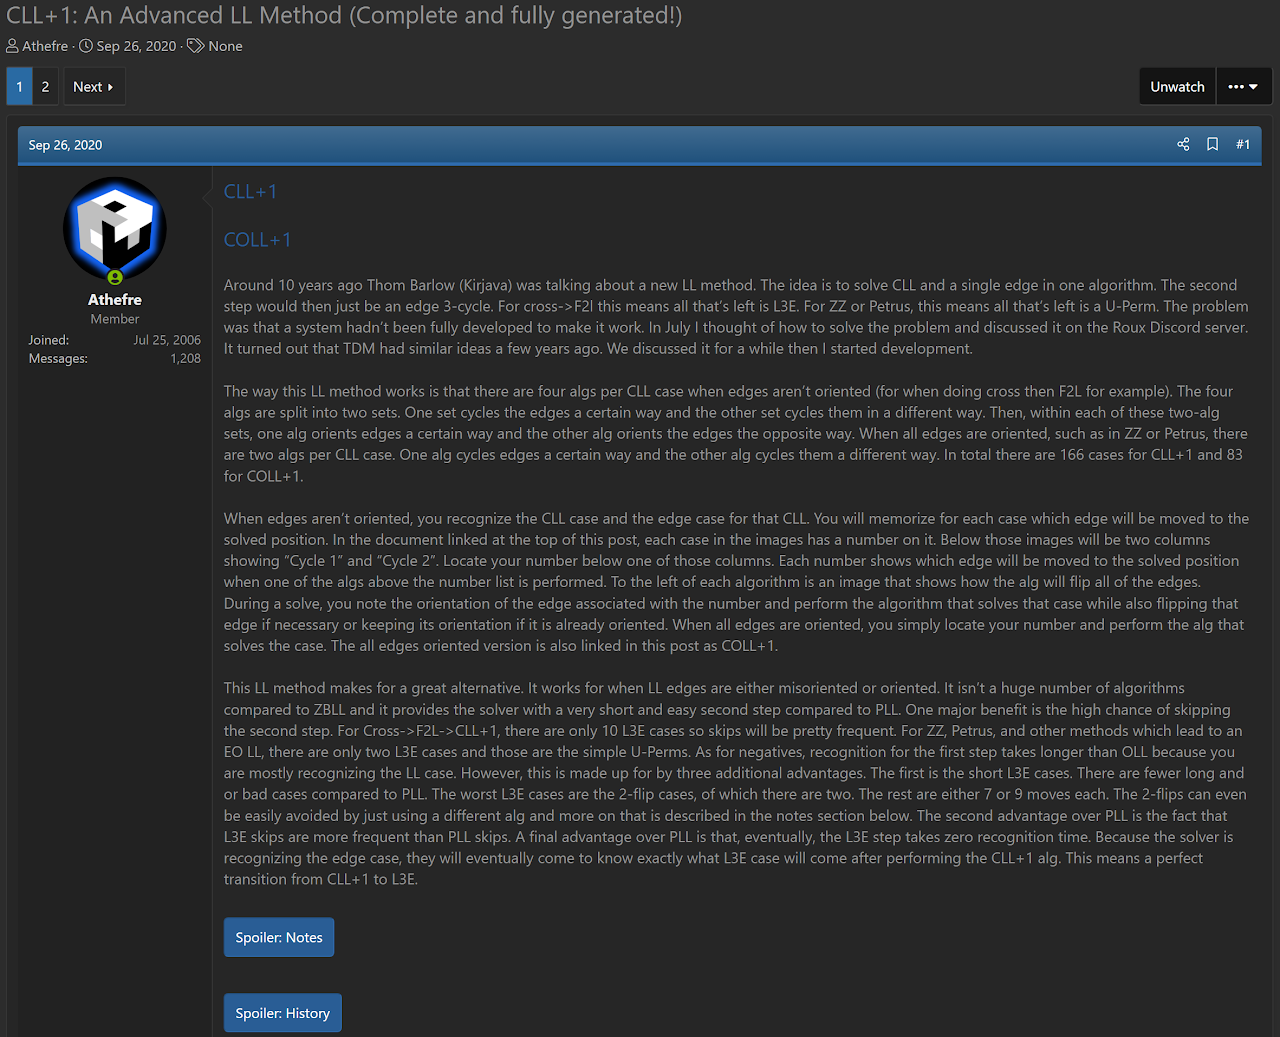 CLL+1: An Advanced LL Method (Complete and fully generated!)
Athefre · Sep 26, 2020 · None
1 2 Next
Unwatch •••
Sep 26, 2020
#1
Athefre
Member
Joined: Jul 25, 2006
Messages: 1,208
CLL+1
COLL+1
Around 10 years ago Thom Barlow (Kirjava) was talking about a new LL method. The idea is to solve CLL and a single edge in one algorithm. The second
step would then just be an edge 3-cycle. For cross->F2l this means all that's left is L3E. For ZZ or Petrus, this means all that's left is a U-Perm. The problem
was that a system hadn't been fully developed to make it work. In July I thought of how to solve the problem and discussed it on the Roux Discord server.
It turned out that TDM had similar ideas a few years ago. We discussed it for a while then I started development.
The way this LL method works is that there are four algs per CLL case when edges aren't oriented (for when doing cross then F2L for example). The four
algs are split into two sets. One set cycles the edges a certain way and the other set cycles them in a different way. Then, within each of these two-alg
sets, one alg orients edges a certain way and the other alg orients the edges the opposite way. When all edges are oriented, such as in ZZ or Petrus, there
are two algs per CLL case. One alg cycles edges a certain way and the other alg cycles them a different way. In total there are 166 cases for CLL+1 and 83
for COLL+1.
When edges aren't oriented, you recognize the CLL case and the edge case for that CLL. You will memorize for each case which edge will be moved to the
solved position. In the document linked at the top of this post, each case in the images has a number on it. Below those images will be two columns
showing "Cycle 1" and "Cycle 2". Locate your number below one of those columns. Each number shows which edge will be moved to the solved position
when one of the algs above the number list is performed. To the left of each algorithm is an image that shows how the alg will flip all of the edges.
During a solve, you note the orientation of the edge associated with the number and perform the algorithm that solves that case while also flipping that
edge if necessary or keeping its orientation if it is already oriented. When all edges are oriented, you simply locate your number and perform the alg that
solves the case. The all edges oriented version is also linked in this post as COLL+1.
This LL method makes for a great alternative. It works for when LL edges are either misoriented or oriented. It isn't a huge number of algorithms
compared to ZBLL and it provides the solver with a very short and easy second step compared to PLL. One major benefit is the high chance of skipping
the second step. For Cross->F2L->CLL+1, there are only 10 L3E cases so skips will be pretty frequent. For ZZ, Petrus, and other methods which lead to an
EO LL, there are only two L3E cases and those are the simple U-Perms. As for negatives, recognition for the first step takes longer than OLL because you
are mostly recognizing the LL case. However, this is made up for by three additional advantages. The first is the short L3E cases. There are fewer long and
or bad cases compared to PLL. The worst L3E cases are the 2-flip cases, of which there are two. The rest are either 7 or 9 moves each. The 2-flips can even
be easily avoided by just using a different alg and more on that is described in the notes section below. The second advantage over PLL is the fact that
L3E skips are more frequent than PLL skips. A final advantage over PLL is that, eventually, the L3E step takes zero recognition time. Because the solver is
recognizing the edge case, they will eventually come to know exactly what L3E case will come after performing the CLL+1 alg. This means a perfect
transition from CLL+1 to L3E.
Spoiler: Notes
Spoiler: History